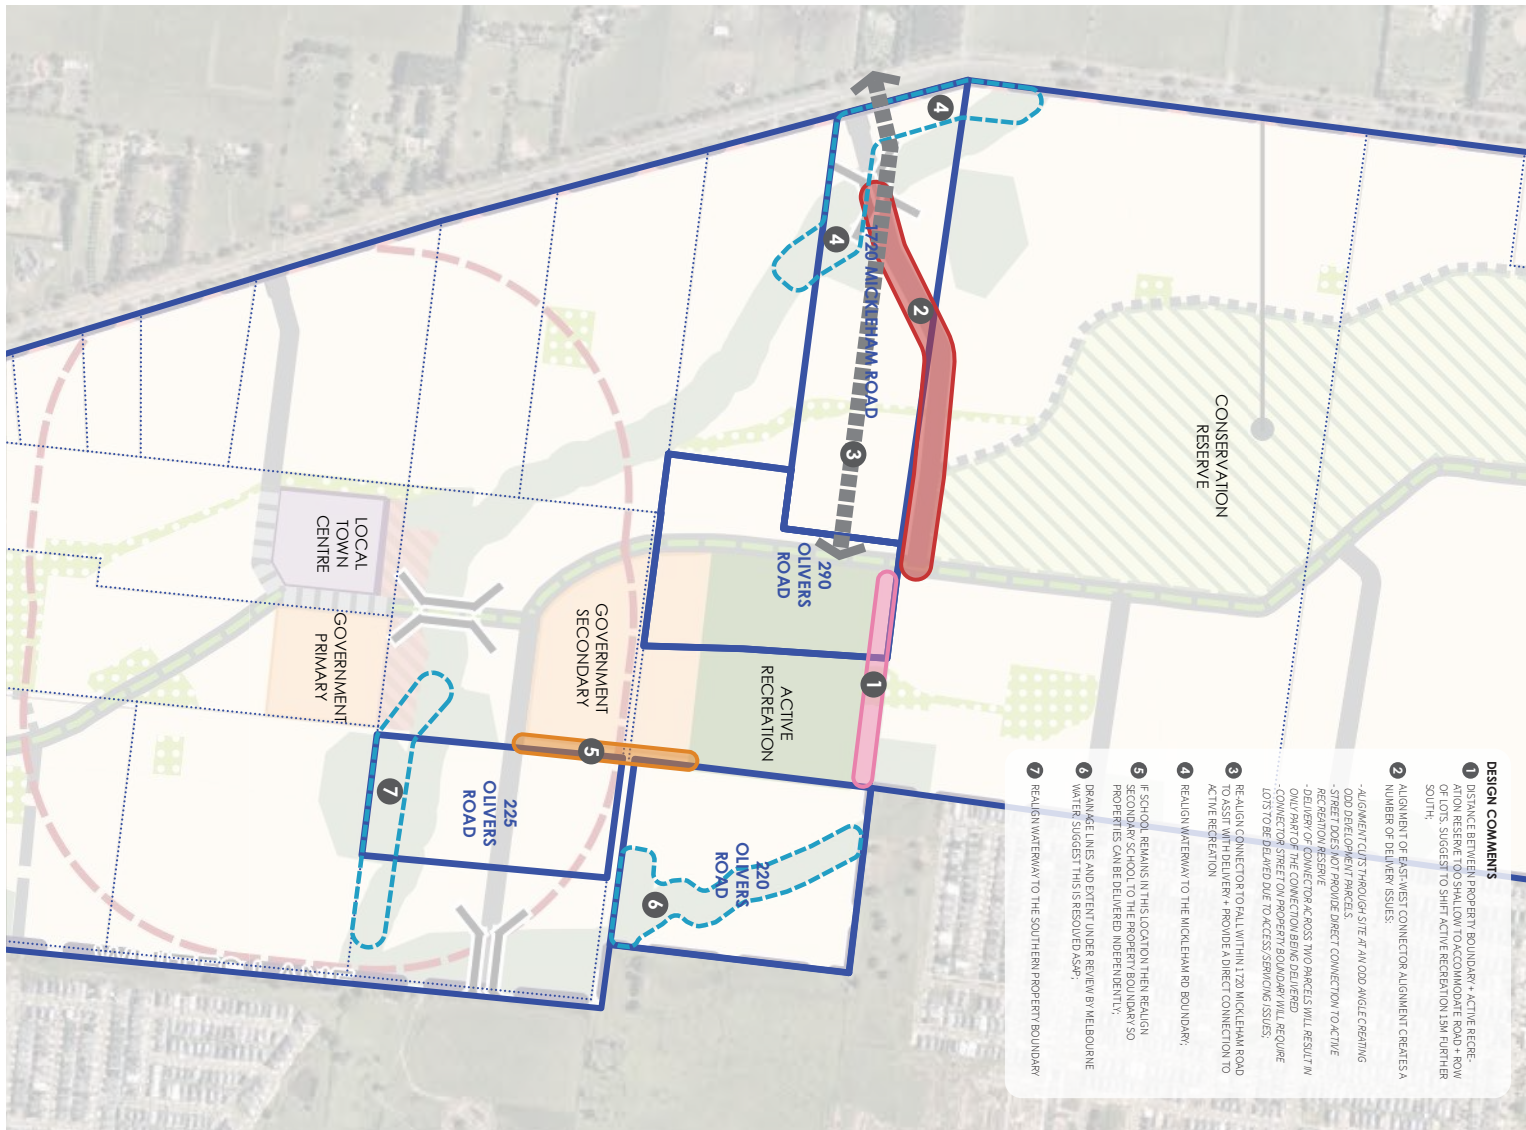 DESIGN COMMENTS
1 DISTANCE BETWEEN PROPERTY BOUNDARY + ACTIVE RECRE-
ATION RESERVE TOO SHALLOW TO ACCOMMODATE ROAD + ROW
OF LOTS. SUGGEST TO SHIFT ACTIVE RECREATION 15M FURTHER
SOUTH;
2 ALIGNMENT OF EAST-WEST CONNECTOR ALIGNMENT CREATES A
NUMBER OF DELIVERY ISSUES:
- ALIGNMENT CUTS THROUGH SITE AT AN ODD ANGLE CREATING
ODD DEVELOPMENT PARCELS.
- STREET DOES NOT PROVIDE DIRECT CONNECTION TO ACTIVE
RECREATION RESERVE
- DELIVERY OF CONNECTOR ACROSS TWO PARCELS WILL RESULT IN
ONLY PART OF THE CONNECTION BEING DELIVERED
- CONNECTOR STREET ON PROPERTY BOUNDARY WILL REQUIRE
LOTS TO BE DELAYED DUE TO ACCESS/SERVICING ISSUES;
3 RE-ALIGN CONNECTOR TO FALL WITHIN 1720 MICKLEHAM ROAD
TO ASSIT WITH DELIVERY + PROVIDE A DIRECT CONNECTION TO
ACTIVE RECREATION
4 REALIGN WATERWAY TO THE MICKLEHAM RD BOUNDARY;
5 IF SCHOOL REMAINS IN THIS LOCATION THEN REALIGN
SECONDARY SCHOOL TO THE PROPERTY BOUNDARY SO
PROPERTIES CAN BE DELIVERED INDEPENDENTLY;
6 DRAINAGE LINES AND EXTENT UNDER REVIEW BY MELBOURNE
WATER. SUGGEST THIS IS RESOLVED ASAP;
7 REALIGN WATERWAY TO THE SOUTHERN PROPERTY BOUNDARY
CONSERVATION
RESERVE
4
4
2
1720 MICKLEHAM ROAD
3
290
OLIVERS
ROAD
1
ACTIVE
RECREATION
GOVERNMENT
SECONDARY
5
LOCAL
TOWN
CENTRE
GOVERNMENT
PRIMARY
7
225
OLIVERS
ROAD
220
OLIVERS
ROAD
6